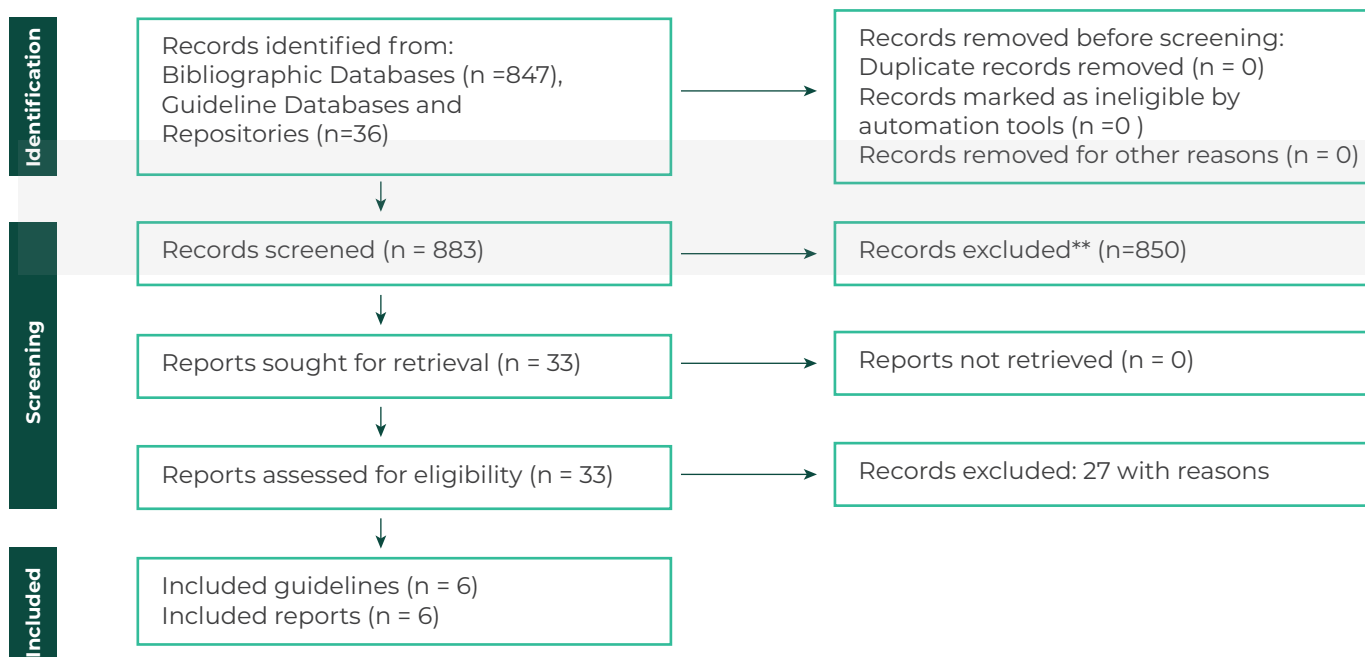 Identification
Records identified from:
Bibliographic Databases (n =847),
Guideline Databases and
Repositories (n=36)
Records removed before screening:
Duplicate records removed (n = 0)
Records marked as ineligible by
automation tools (n =0 )
Records removed for other reasons (n = 0)
Screening
Records screened (n = 883)
Records excluded** (n=850)
Reports sought for retrieval (n = 33)
Reports not retrieved (n = 0)
Reports assessed for eligibility (n = 33)
Records excluded: 27 with reasons
Included
Included guidelines (n = 6)
Included reports (n = 6)